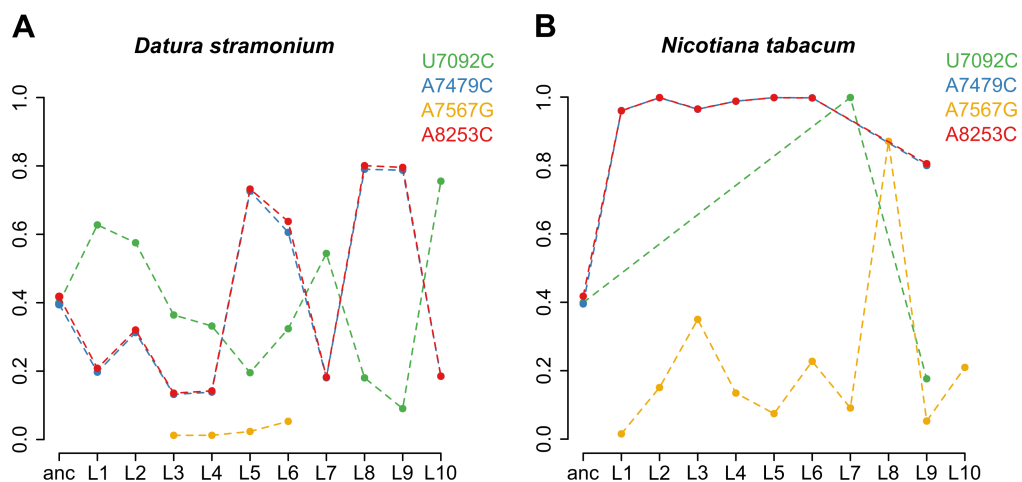 A
Datura stramonium
U7092C
A7479C
A7567G
A8253C
1.0
0.8
0.6
0.4
0.2
0.0
anc L1 L2 L3 L4 L5 L6 L7 L8 L9 L10
B
Nicotiana tabacum
U7092C
A7479C
A7567G
A8253C
1.0
0.8
0.6
0.4
0.2
0.0
anc L1 L2 L3 L4 L5 L6 L7 L8 L9 L10